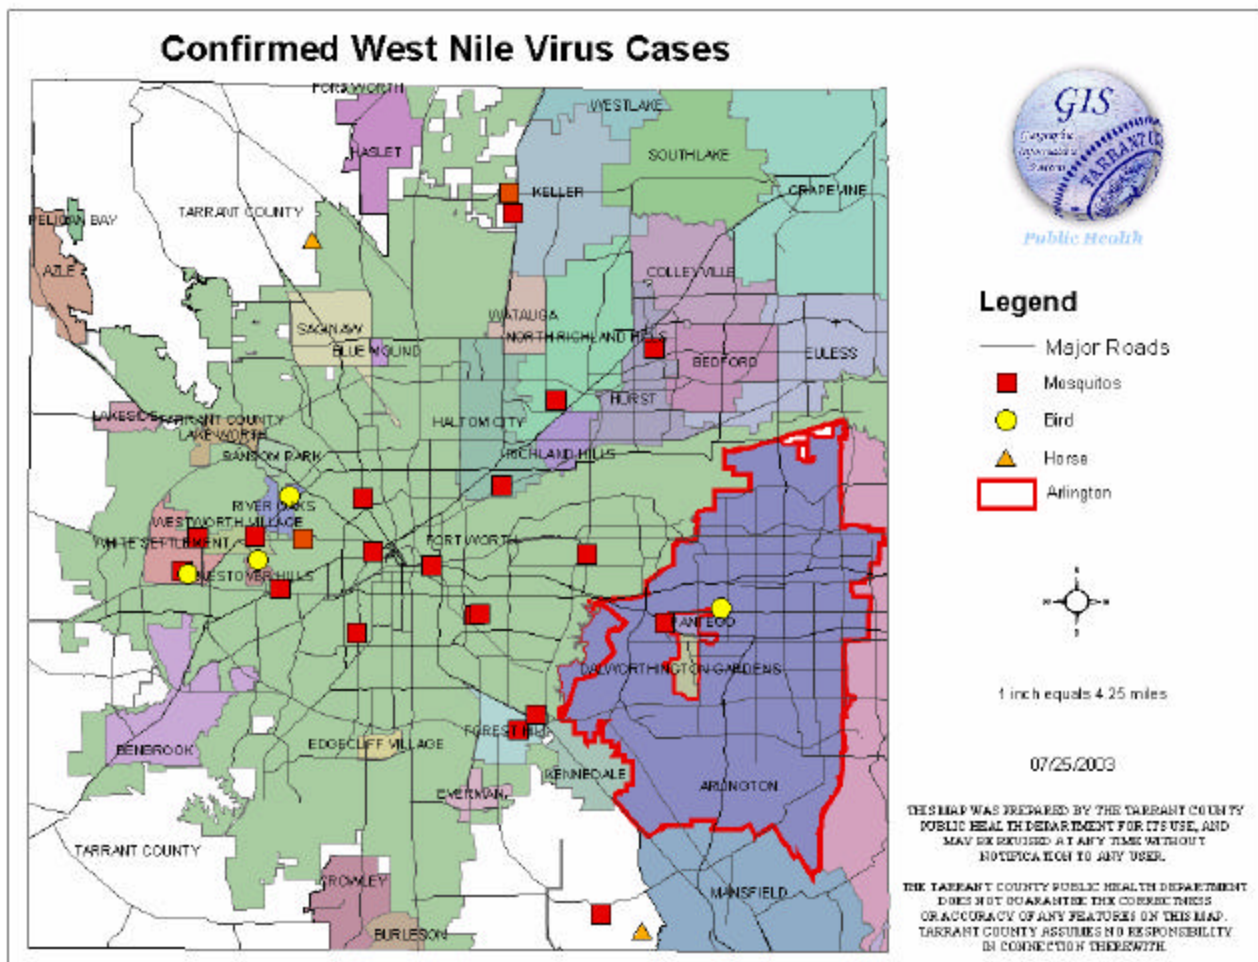 Confirmed West Nile Virus Cases
FORSWORTH
WESTLAKE
HASLET
SOUTHLAKE
KELLER
GRAPEVINE
TARRANT COUNTY
PELICAN BAY
AZLE
COLLEYVILLE
SAGINAW
WATAUGA
NORTH RICHLAND HILLS
BLUE MOUND
BEDFORD
EULESS
HURST
LAKESIDE
TARRANT COUNTY
HALTOM CITY
LAKE WORTH
RANSOM PARK
RICHLAND HILLS
RIVER OAKS
WESTWORTH VILLAGE
WHITE SETTLEMENT
FORT WORTH
WESTOVER HILLS
PANTEGO
DALWORTHINGTON GARDENS
FOREST HILL
EDGECLIFF VILLAGE
BENBROOK
KENNEDALE
ARLINGTON
EVERMAN
TARRANT COUNTY
CROWLEY
MANSFIELD
BURLESON
GIS
Geographic
Information
System
TARRANT
Public Health
Legend
Major Roads
Mosquitos
Bird
Horse
Arlington
1 inch equals 4.25 miles
07/25/2003
THIS MAP WAS PREPARED BY THE TARRANT COUNTY
PUBLIC HEALTH DEPARTMENT FOR ITS USE, AND
MAY BE REVISED AT ANY TIME WITHOUT
NOTIFICATION TO ANY USER.
THE TARRANT COUNTY PUBLIC HEALTH DEPARTMENT
DOES NOT GUARANTEE THE CORRECTNESS
OR ACCURACY OF ANY FEATURES ON THIS MAP.
TARRANT COUNTY ASSUMES NO RESPONSIBILITY
IN CONNECTION THEREWITH.